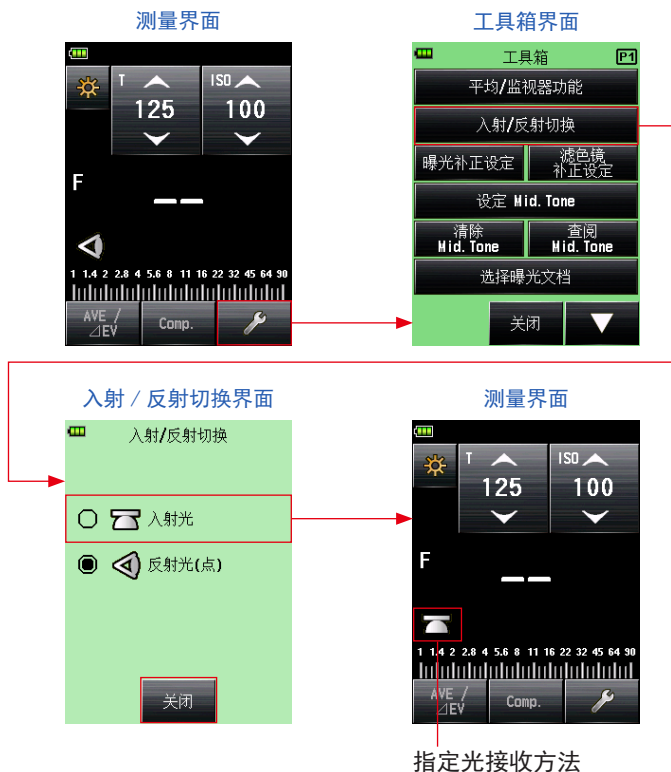 测量界面
T
125
ISO
100
F
1 1.4 2 2.8 4 5.6 8 11 16 22 32 45 64 90
AVE /
⊿EV
Comp.
工具箱界面
工具箱
P1
平均/监视器功能
入射/反射切换
曝光补正设定
滤色镜
补正设定
设定 Mid. Tone
清除
Mid. Tone
查阅
Mid. Tone
选择曝光文档
关闭
入射 / 反射切换界面
入射/反射切换
入射光
反射光(点)
关闭
测量界面
T
125
ISO
100
F
1 1.4 2 2.8 4 5.6 8 11 16 22 32 45 64 90
AVE /
⊿EV
Comp.
指定光接收方法